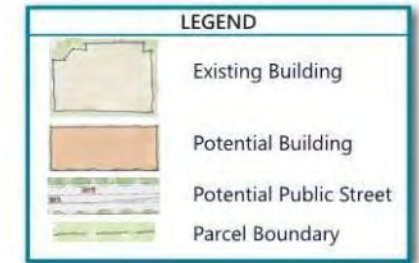 LEGEND
Existing Building
Potential Building
Potential Public Street
Parcel Boundary